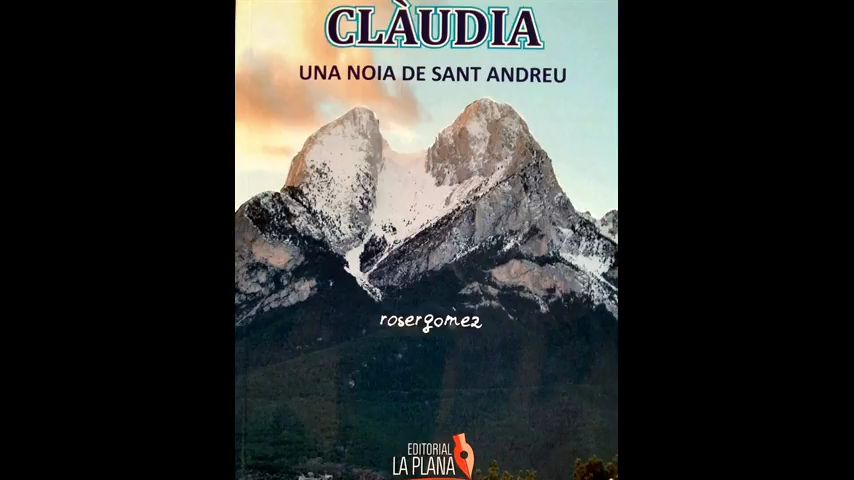 CLÀUDIA
UNA NOIA DE SANT ANDREU
rosergomez
EDITORIAL
LA PLANA